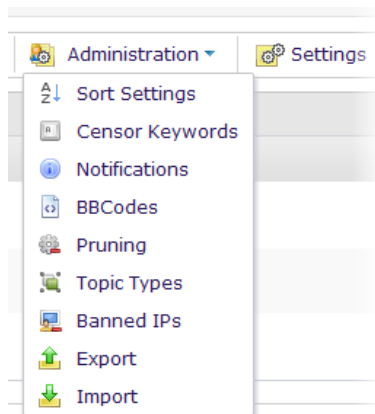 Administration Settings
Sort Settings
Censor Keywords
Notifications
BBCodes
Pruning
Topic Types
Banned IPs
Export
Import